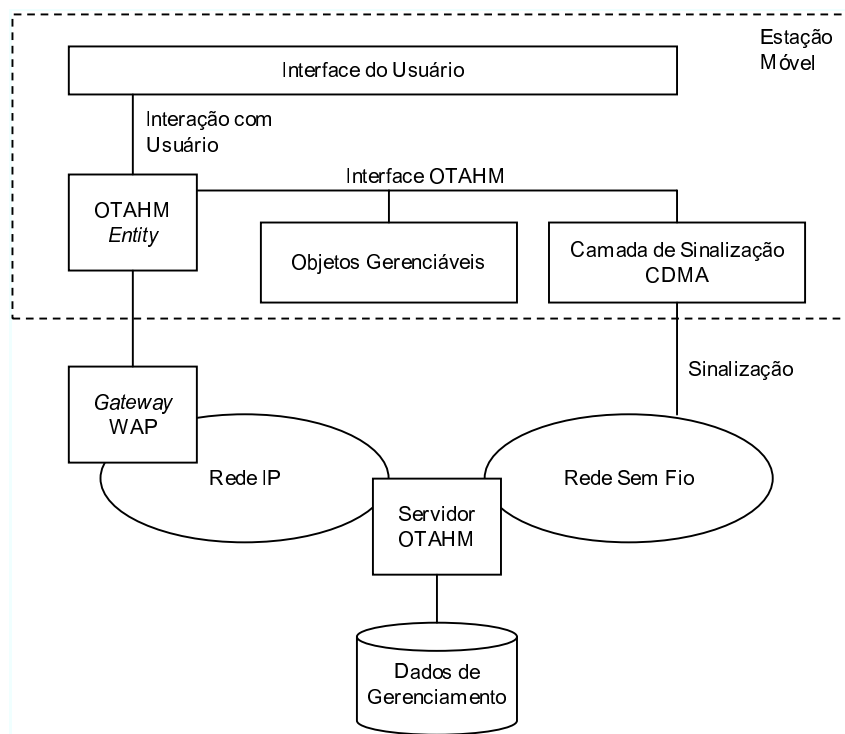 Estação
Móvel
Interface do Usuário
Interação com
Usuário
Interface OTAHM
OTAHM
Entity
Objetos Gerenciáveis
Camada de Sinalização
CDMA
Sinalização
Gateway
WAP
Rede IP
Rede Sem Fio
Servidor
OTAHM
Dados de
Gerenciamento